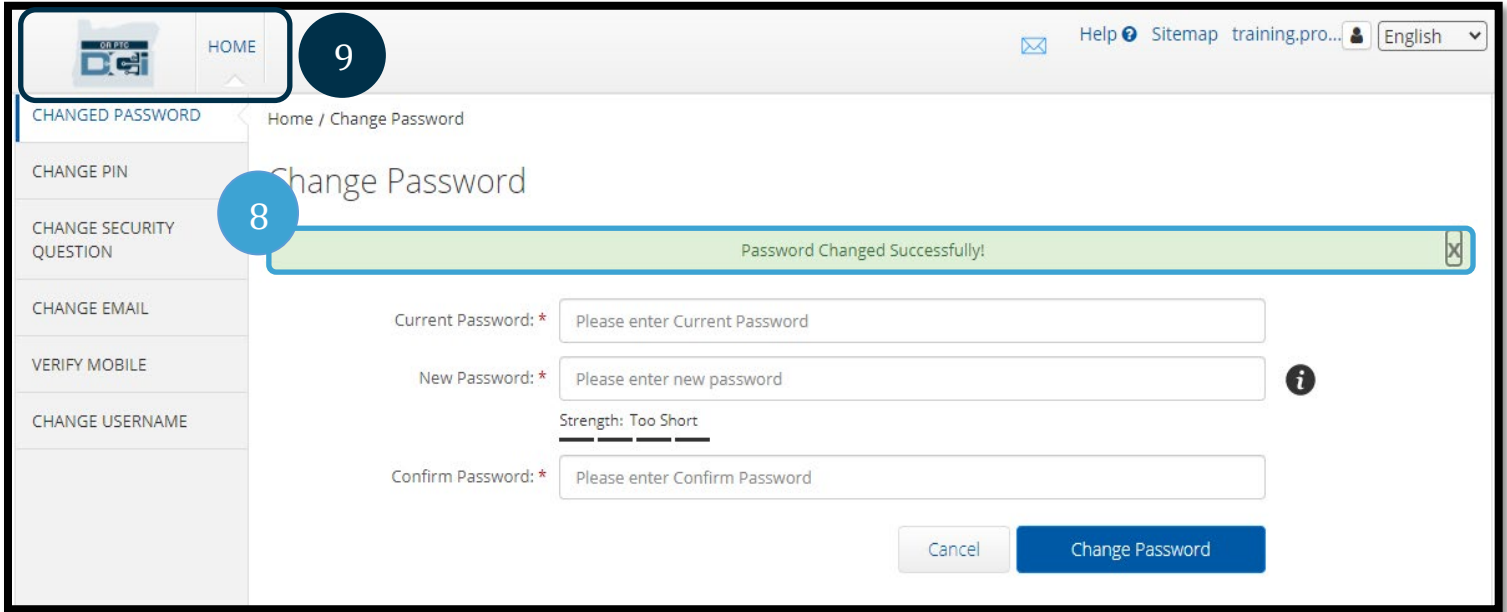 OR PTC
DCi
HOME
9
Help ? Sitemap training.pro... English
CHANGED PASSWORD
Home / Change Password
CHANGE PIN
Change Password
8
CHANGE SECURITY
QUESTION
Password Changed Successfully!
X
CHANGE EMAIL
Current Password: * Please enter Current Password
VERIFY MOBILE
New Password: * Please enter new password
i
CHANGE USERNAME
Strength: Too Short
Confirm Password: * Please enter Confirm Password
Cancel Change Password